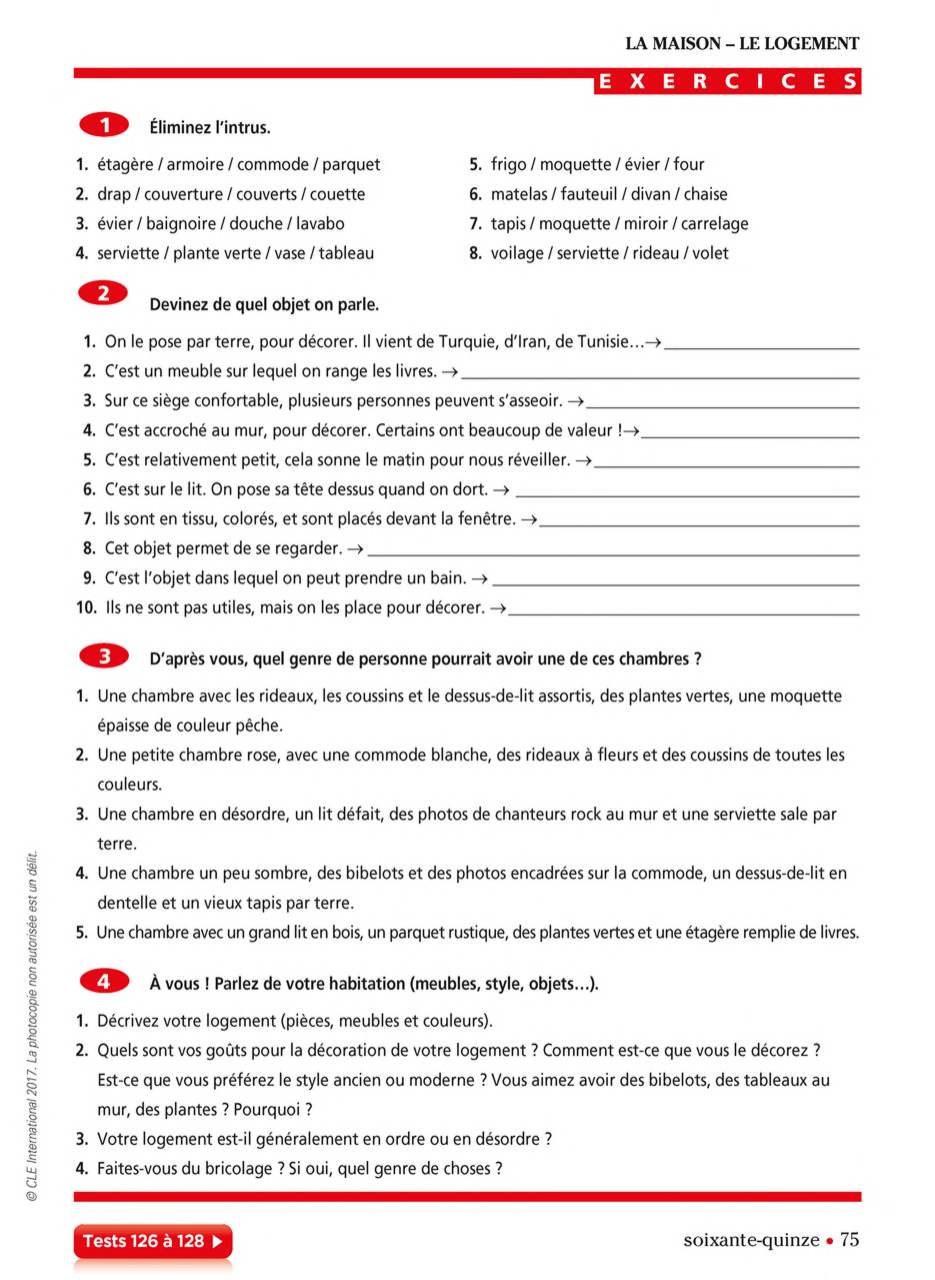 LA MAISON – LE LOGEMENT
EXERCICES
1 Éliminez l'intrus.
1. étagère / armoire / commode / parquet
2. drap / couverture / couverts / couette
3. évier / baignoire / douche / lavabo
4. serviette / plante verte / vase / tableau
5. frigo / moquette / évier / four
6. matelas / fauteuil / divan / chaise
7. tapis / moquette / miroir / carrelage
8. voilage / serviette / rideau / volet
2 Devinez de quel objet on parle.
1. On le pose par terre, pour décorer. Il vient de Turquie, d'Iran, de Tunisie…→
2. C'est un meuble sur lequel on range les livres. →
3. Sur ce siège confortable, plusieurs personnes peuvent s'asseoir. →
4. C'est accroché au mur, pour décorer. Certains ont beaucoup de valeur !→
5. C'est relativement petit, cela sonne le matin pour nous réveiller. →
6. C'est sur le lit. On pose sa tête dessus quand on dort. →
7. Ils sont en tissu, colorés, et sont placés devant la fenêtre. →
8. Cet objet permet de se regarder. →
9. C'est l'objet dans lequel on peut prendre un bain. →
10. Ils ne sont pas utiles, mais on les place pour décorer. →
3 D'après vous, quel genre de personne pourrait avoir une de ces chambres ?
1. Une chambre avec les rideaux, les coussins et le dessus-de-lit assortis, des plantes vertes, une moquette
épaisse de couleur pêche.
2. Une petite chambre rose, avec une commode blanche, des rideaux à fleurs et des coussins de toutes les
couleurs.
3. Une chambre en désordre, un lit défait, des photos de chanteurs rock au mur et une serviette sale par
terre.
4. Une chambre un peu sombre, des bibelots et des photos encadrées sur la commode, un dessus-de-lit en
dentelle et un vieux tapis par terre.
5. Une chambre avec un grand lit en bois, un parquet rustique, des plantes vertes et une étagère remplie de livres.
4 À vous ! Parlez de votre habitation (meubles, style, objets…).
1. Décrivez votre logement (pièces, meubles et couleurs).
2. Quels sont vos goûts pour la décoration de votre logement ? Comment est-ce que vous le décorez ?
Est-ce que vous préférez le style ancien ou moderne ? Vous aimez avoir des bibelots, des tableaux au
mur, des plantes ? Pourquoi ?
3. Votre logement est-il généralement en ordre ou en désordre ?
4. Faites-vous du bricolage ? Si oui, quel genre de choses ?
© CLE International 2017. La photocopie non autorisée est un délit.
Tests 126 à 128 ▶
soixante-quinze • 75